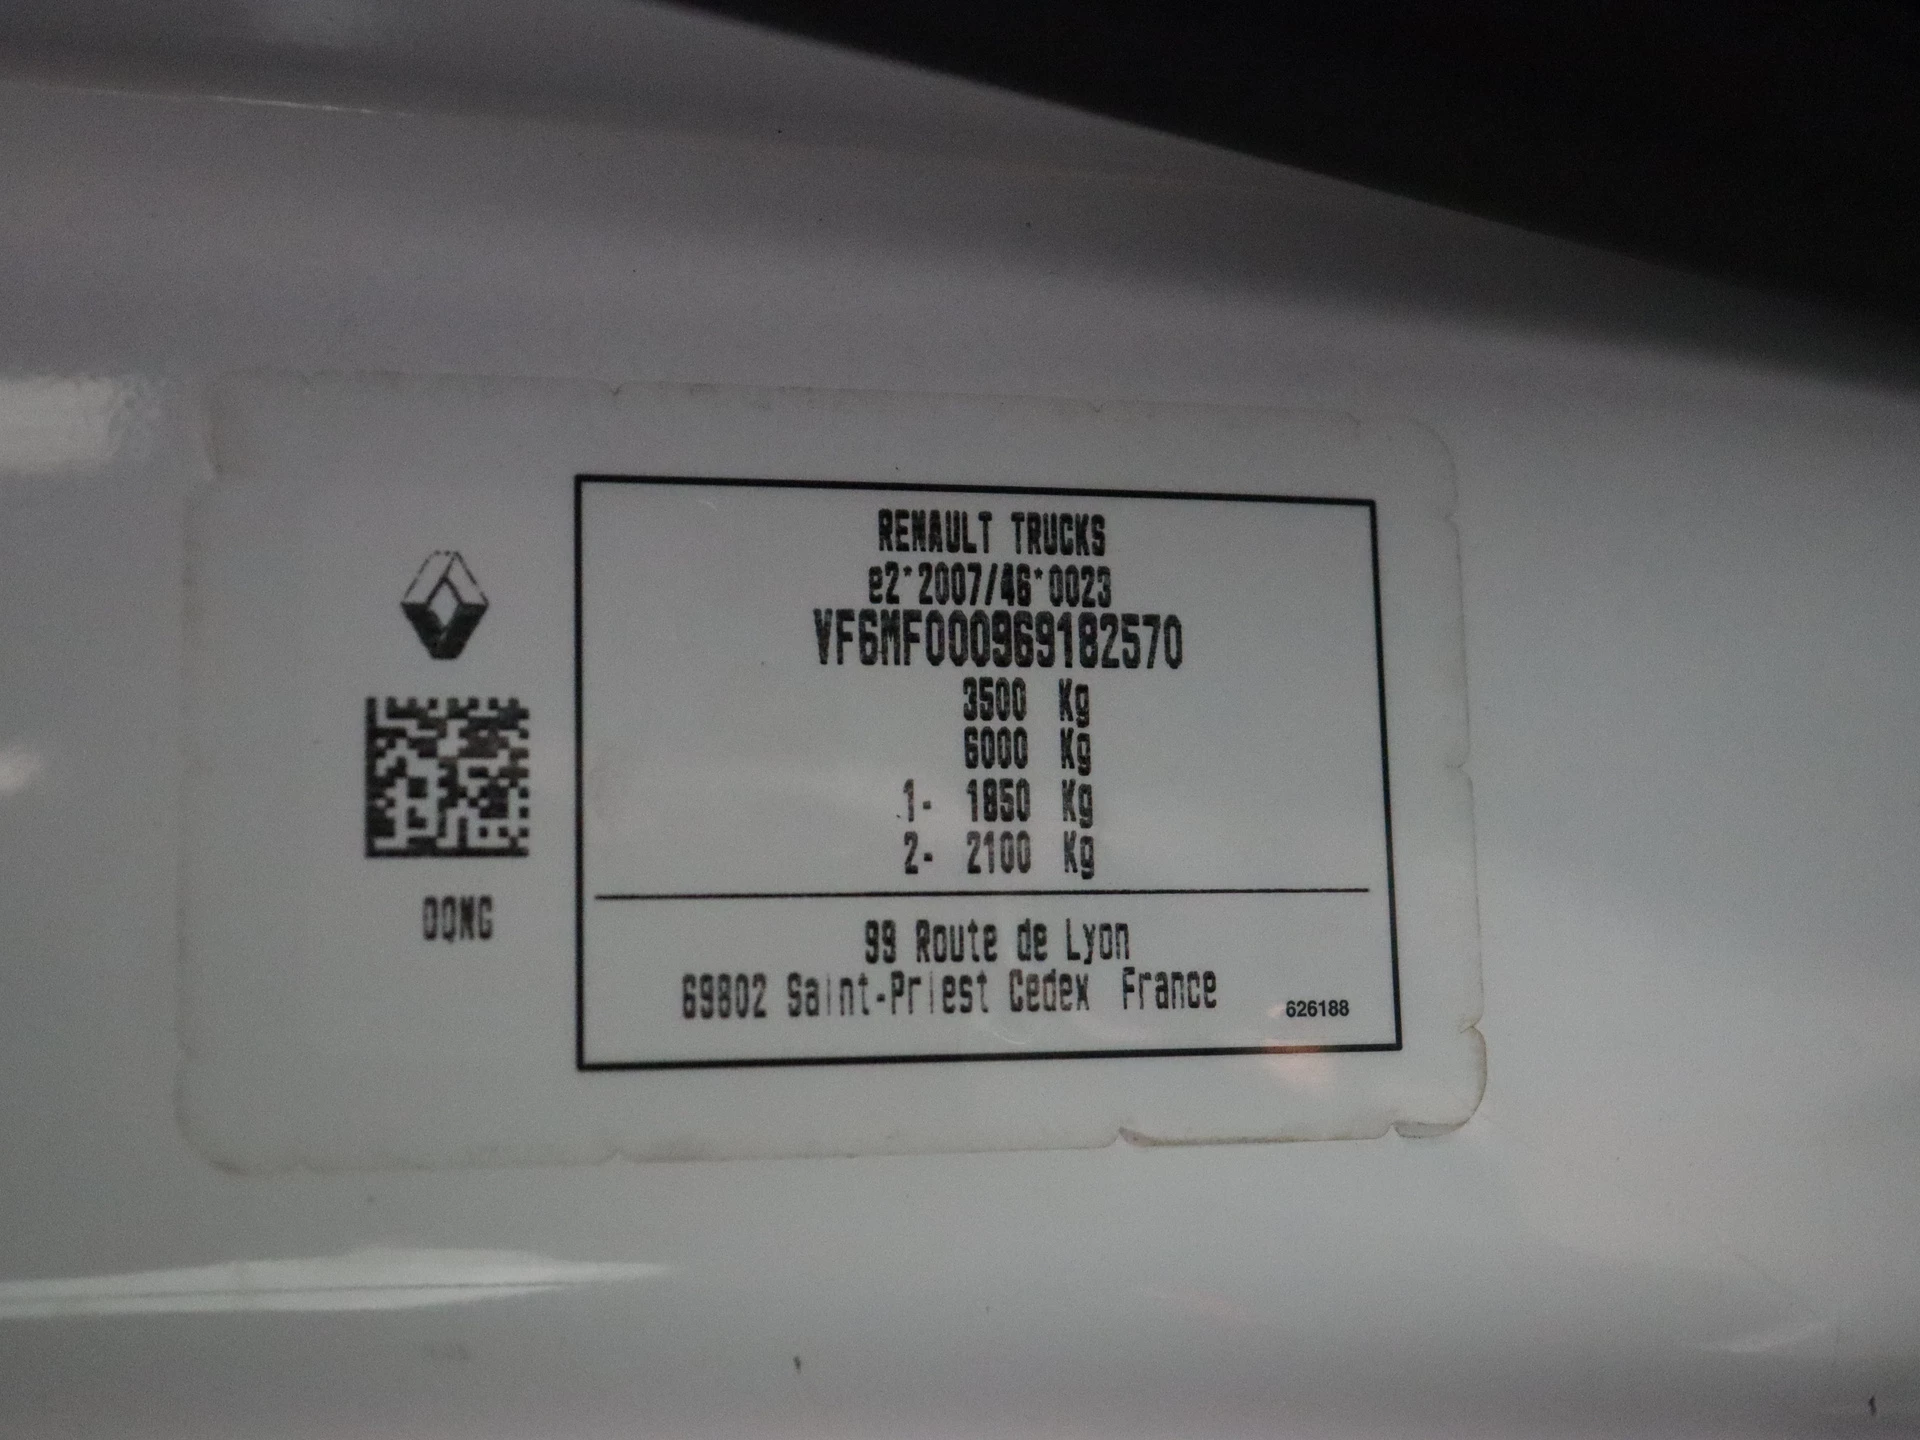 RENAULT TRUCKS
e2*2007/46*0023
VF6MF000969182570
3500 Kg
6000 Kg
1- 1850 Kg
2- 2100 Kg
OQNG
99 Route de Lyon
69802 Saint-Priest Cedex France
626188